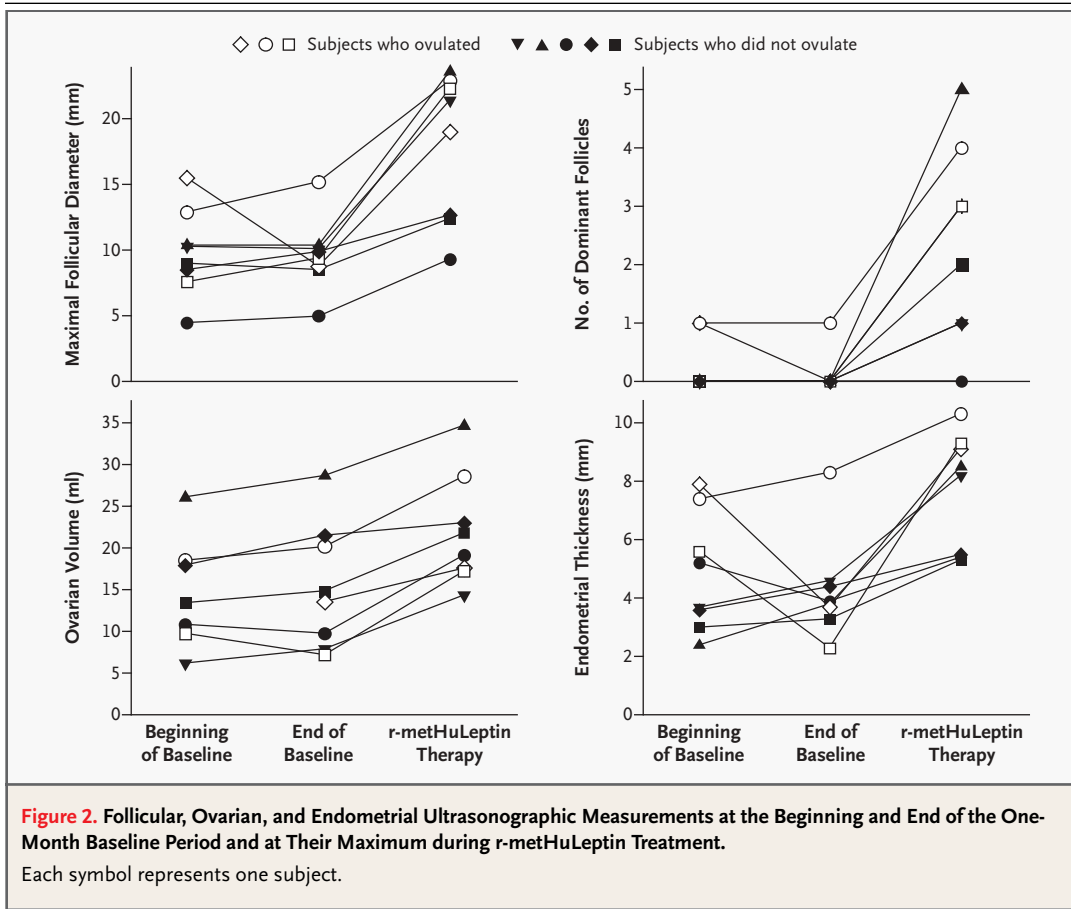 Subjects who ovulated
Subjects who did not ovulate
Maximal Follicular Diameter (mm)
20
15
10
5
0
No. of Dominant Follicles
5
4
3
2
1
0
Ovarian Volume (ml)
35
30
25
20
15
10
5
0
Beginning
of Baseline
End of
Baseline
r-metHuLeptin
Therapy
Endometrial Thickness (mm)
10
8
6
4
2
0
Beginning
of Baseline
End of
Baseline
r-metHuLeptin
Therapy
Figure 2. Follicular, Ovarian, and Endometrial Ultrasonographic Measurements at the Beginning and End of the One-
Month Baseline Period and at Their Maximum during r-metHuLeptin Treatment.
Each symbol represents one subject.